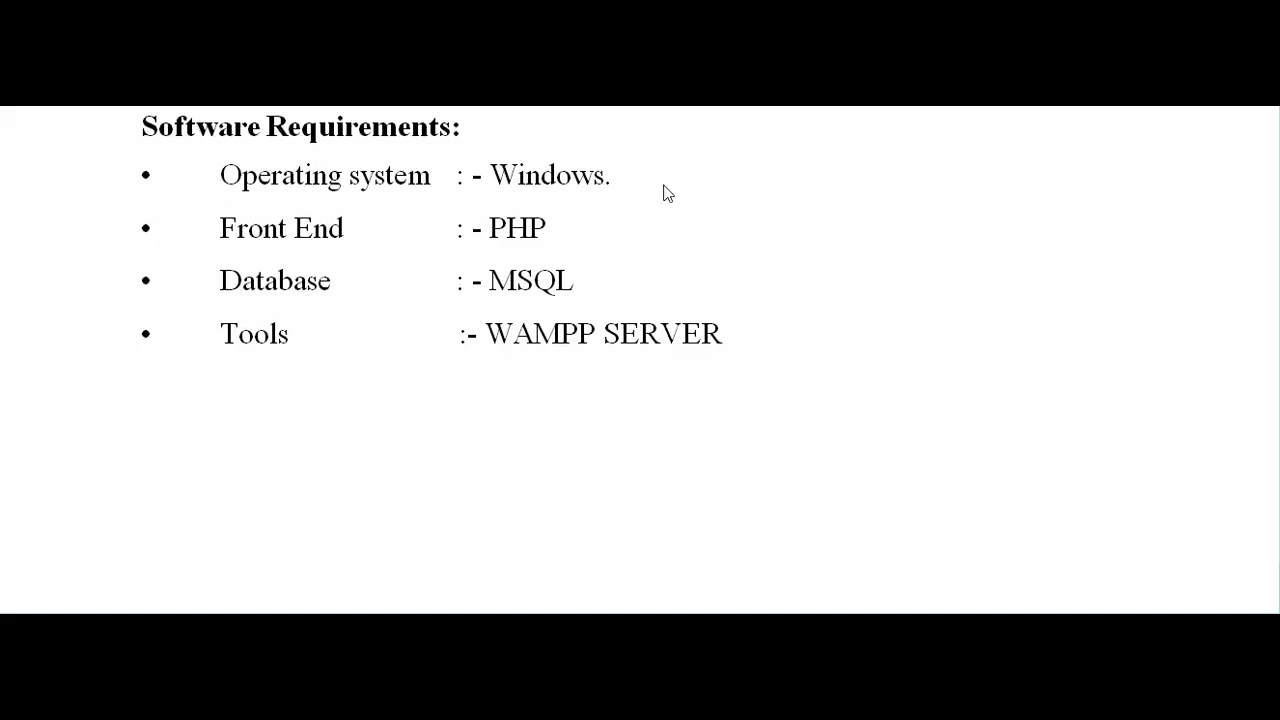 Software Requirements:
• Operating system : - Windows.
• Front End : - PHP
• Database : - MSQL
• Tools :- WAMPP SERVER